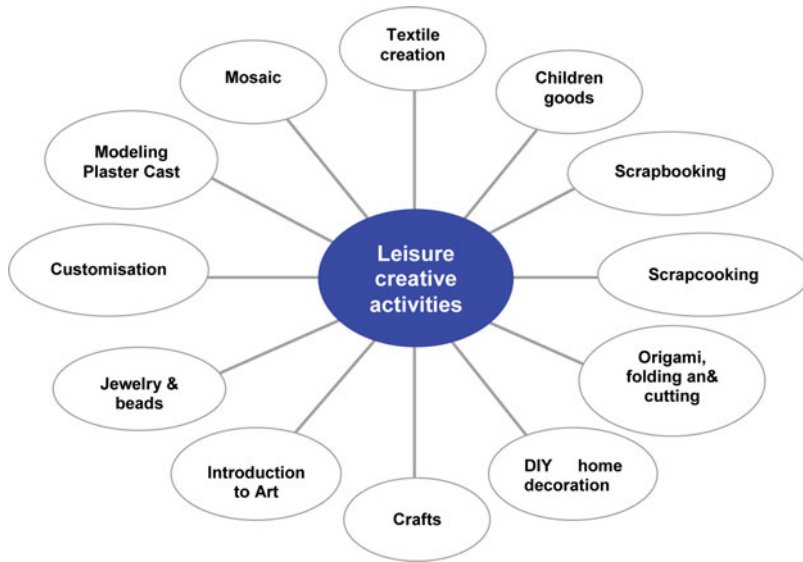 Textile
creation
Children
goods
Scrapbooking
Scrapcooking
Origami,
folding an&
cutting
DIY home
decoration
Crafts
Introduction
to Art
Jewelry &
beads
Customisation
Modeling
Plaster Cast
Mosaic
Leisure
creative
activities